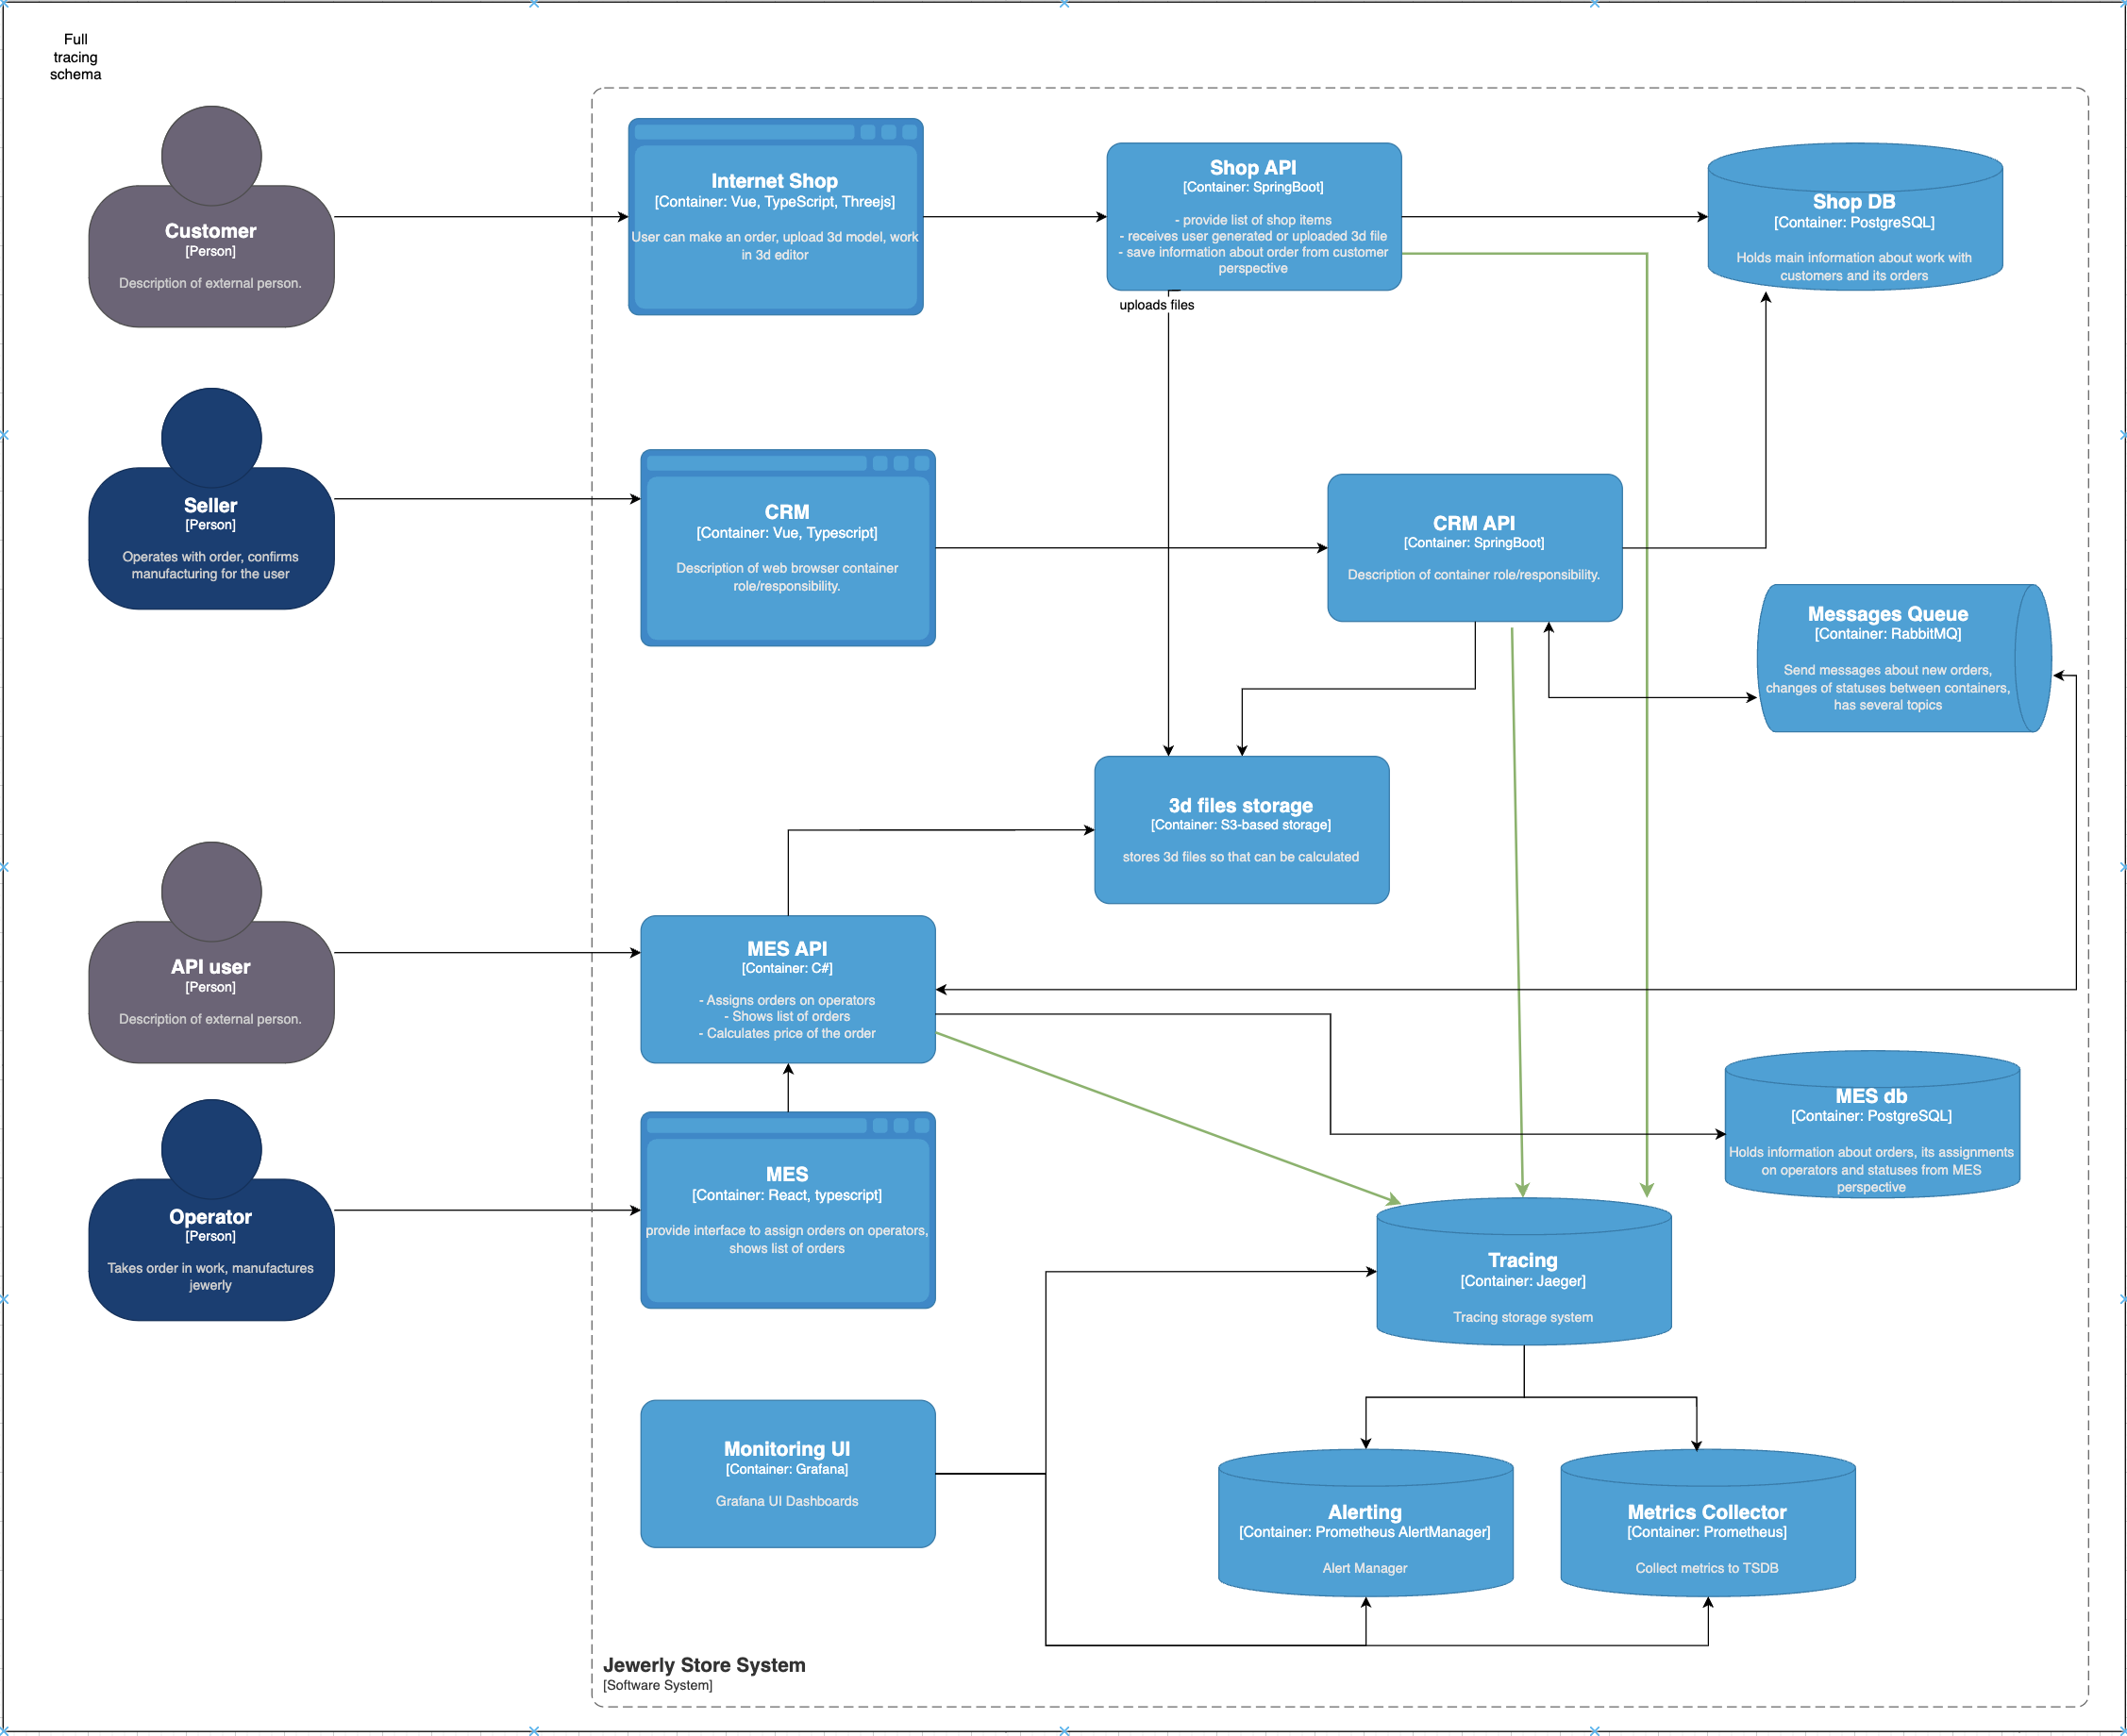 Full
tracing
schema
Customer
[Person]
Description of external person.
Internet Shop
[Container: Vue, TypeScript, Threejs]
User can make an order, upload 3d model, work
in 3d editor
Shop API
[Container: SpringBoot]
- provide list of shop items
- receives user generated or uploaded 3d file
- save information about order from customer
perspective
Shop DB
[Container: PostgreSQL]
Holds main information about work with
customers and its orders
uploads files
Seller
[Person]
Operates with order, confirms
manufacturing for the user
CRM
[Container: Vue, Typescript]
Description of web browser container
role/responsibility.
CRM API
[Container: SpringBoot]
Description of container role/responsibility.
Messages Queue
[Container: RabbitMQ]
Send messages about new orders,
changes of statuses between containers,
has several topics
3d files storage
[Container: S3-based storage]
stores 3d files so that can be calculated
API user
[Person]
Description of external person.
MES API
[Container: C#]
- Assigns orders on operators
- Shows list of orders
- Calculates price of the order
MES db
[Container: PostgreSQL]
Holds information about orders, its assignments
on operators and statuses from MES
perspective
Operator
[Person]
Takes order in work, manufactures
jewerly
MES
[Container: React, typescript]
provide interface to assign orders on operators,
shows list of orders
Tracing
[Container: Jaeger]
Tracing storage system
Monitoring UI
[Container: Grafana]
Grafana UI Dashboards
Alerting
[Container: Prometheus AlertManager]
Alert Manager
Metrics Collector
[Container: Prometheus]
Collect metrics to TSDB
Jewerly Store System
[Software System]